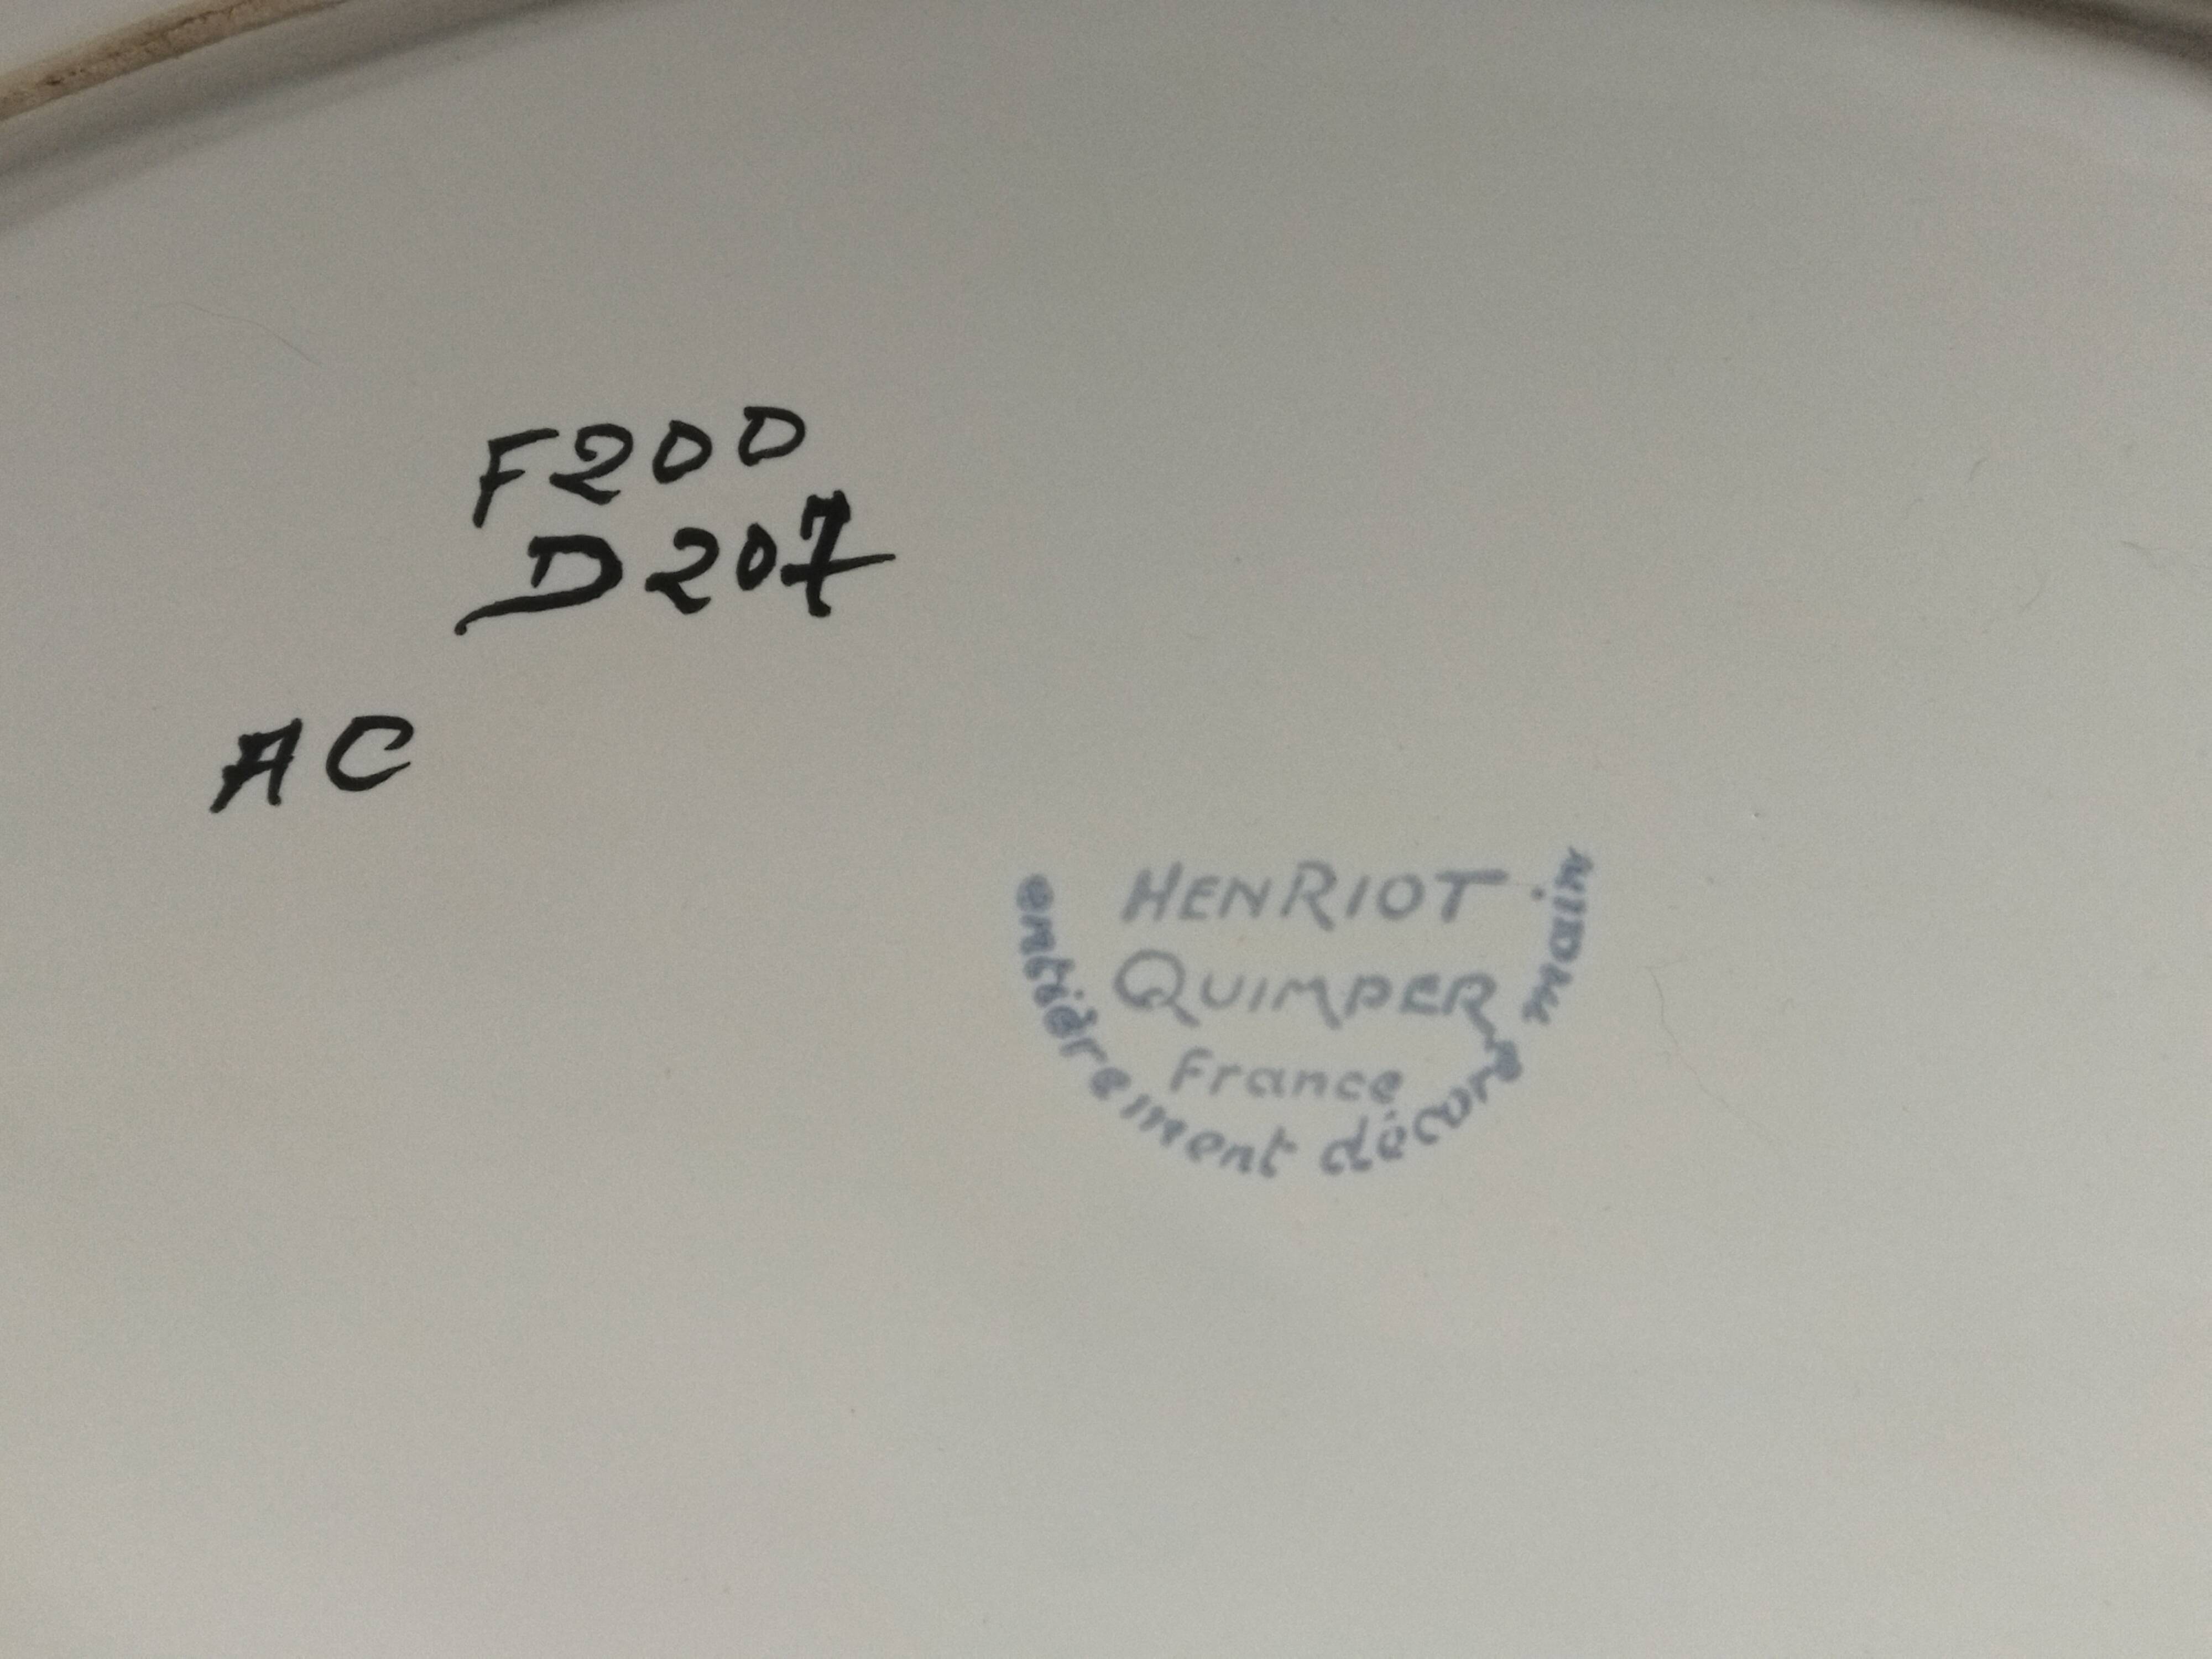 F200
D207
AC
HENRIOT
QUIMPER
France
entièrement décoré main